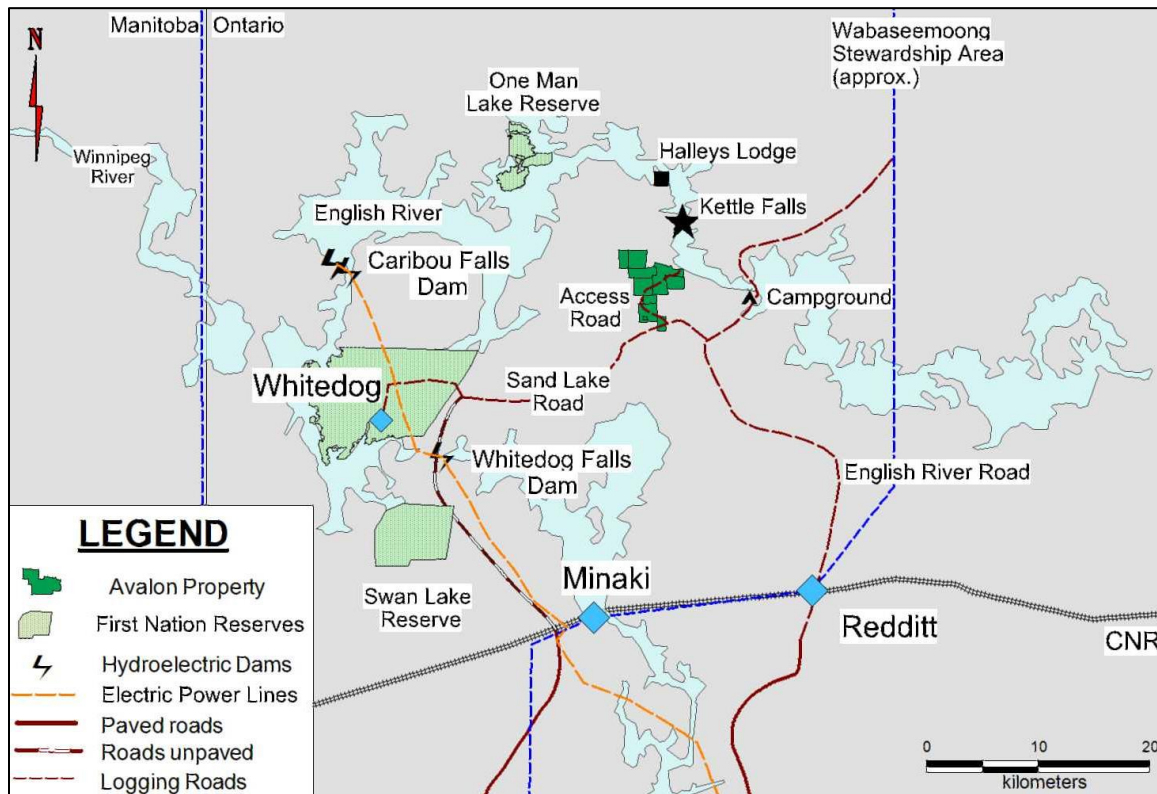 Manitoba
Ontario
N
Wabaseemoong
Stewardship Area
(approx.)
One Man
Lake Reserve
Winnipeg
River
Halleys Lodge
Kettle Falls
English River
Caribou Falls
Dam
Access
Road
Campground
Whitedog
Sand Lake
Road
Whitedog Falls
Dam
English River Road
Swan Lake
Reserve
Minaki
Redditt
CNR
LEGEND
Avalon Property
First Nation Reserves
Hydroelectric Dams
Electric Power Lines
Paved roads
Roads unpaved
Logging Roads
0 10 20
kilometers